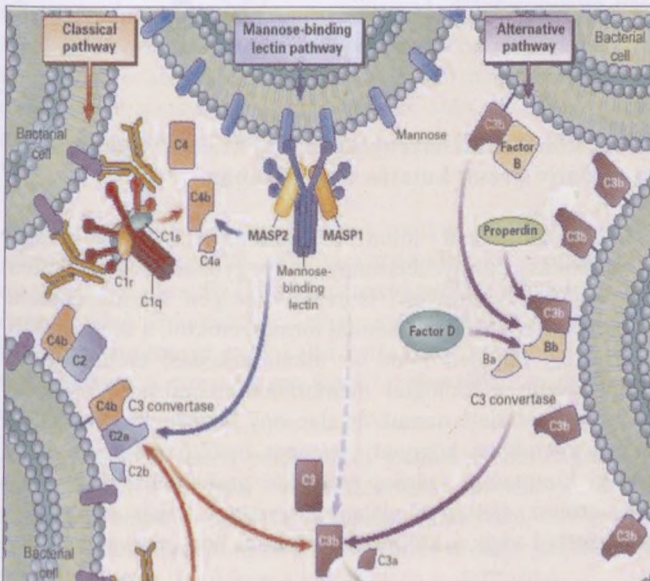 Classical
pathway
Mannose-binding
lectin pathway
Alternative
pathway
Bacterial
cell
Bacterial
cell
C4
Mannose
C3b
Factor
B
C3b
C4b
C1s
C4a
MASP2
MASP1
Properdin
C3b
C1r
C1q
Mannose-
binding
lectin
C4b
C2
Factor D
C3b
Bb
Ba
C4b
C3 convertase
C2a
C3 convertase
C3b
C2b
C3
C3b
C3a
C3b
Bacterial
cell